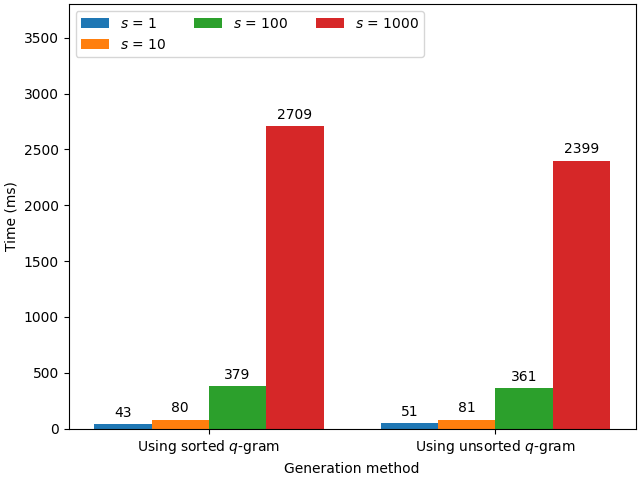 s = 1
s = 10
s = 100
s = 1000
3500
3000
2500
2000
1500
1000
500
0
Time (ms)
43
80
379
2709
51
81
361
2399
Using sorted q-gram
Using unsorted q-gram
Generation method